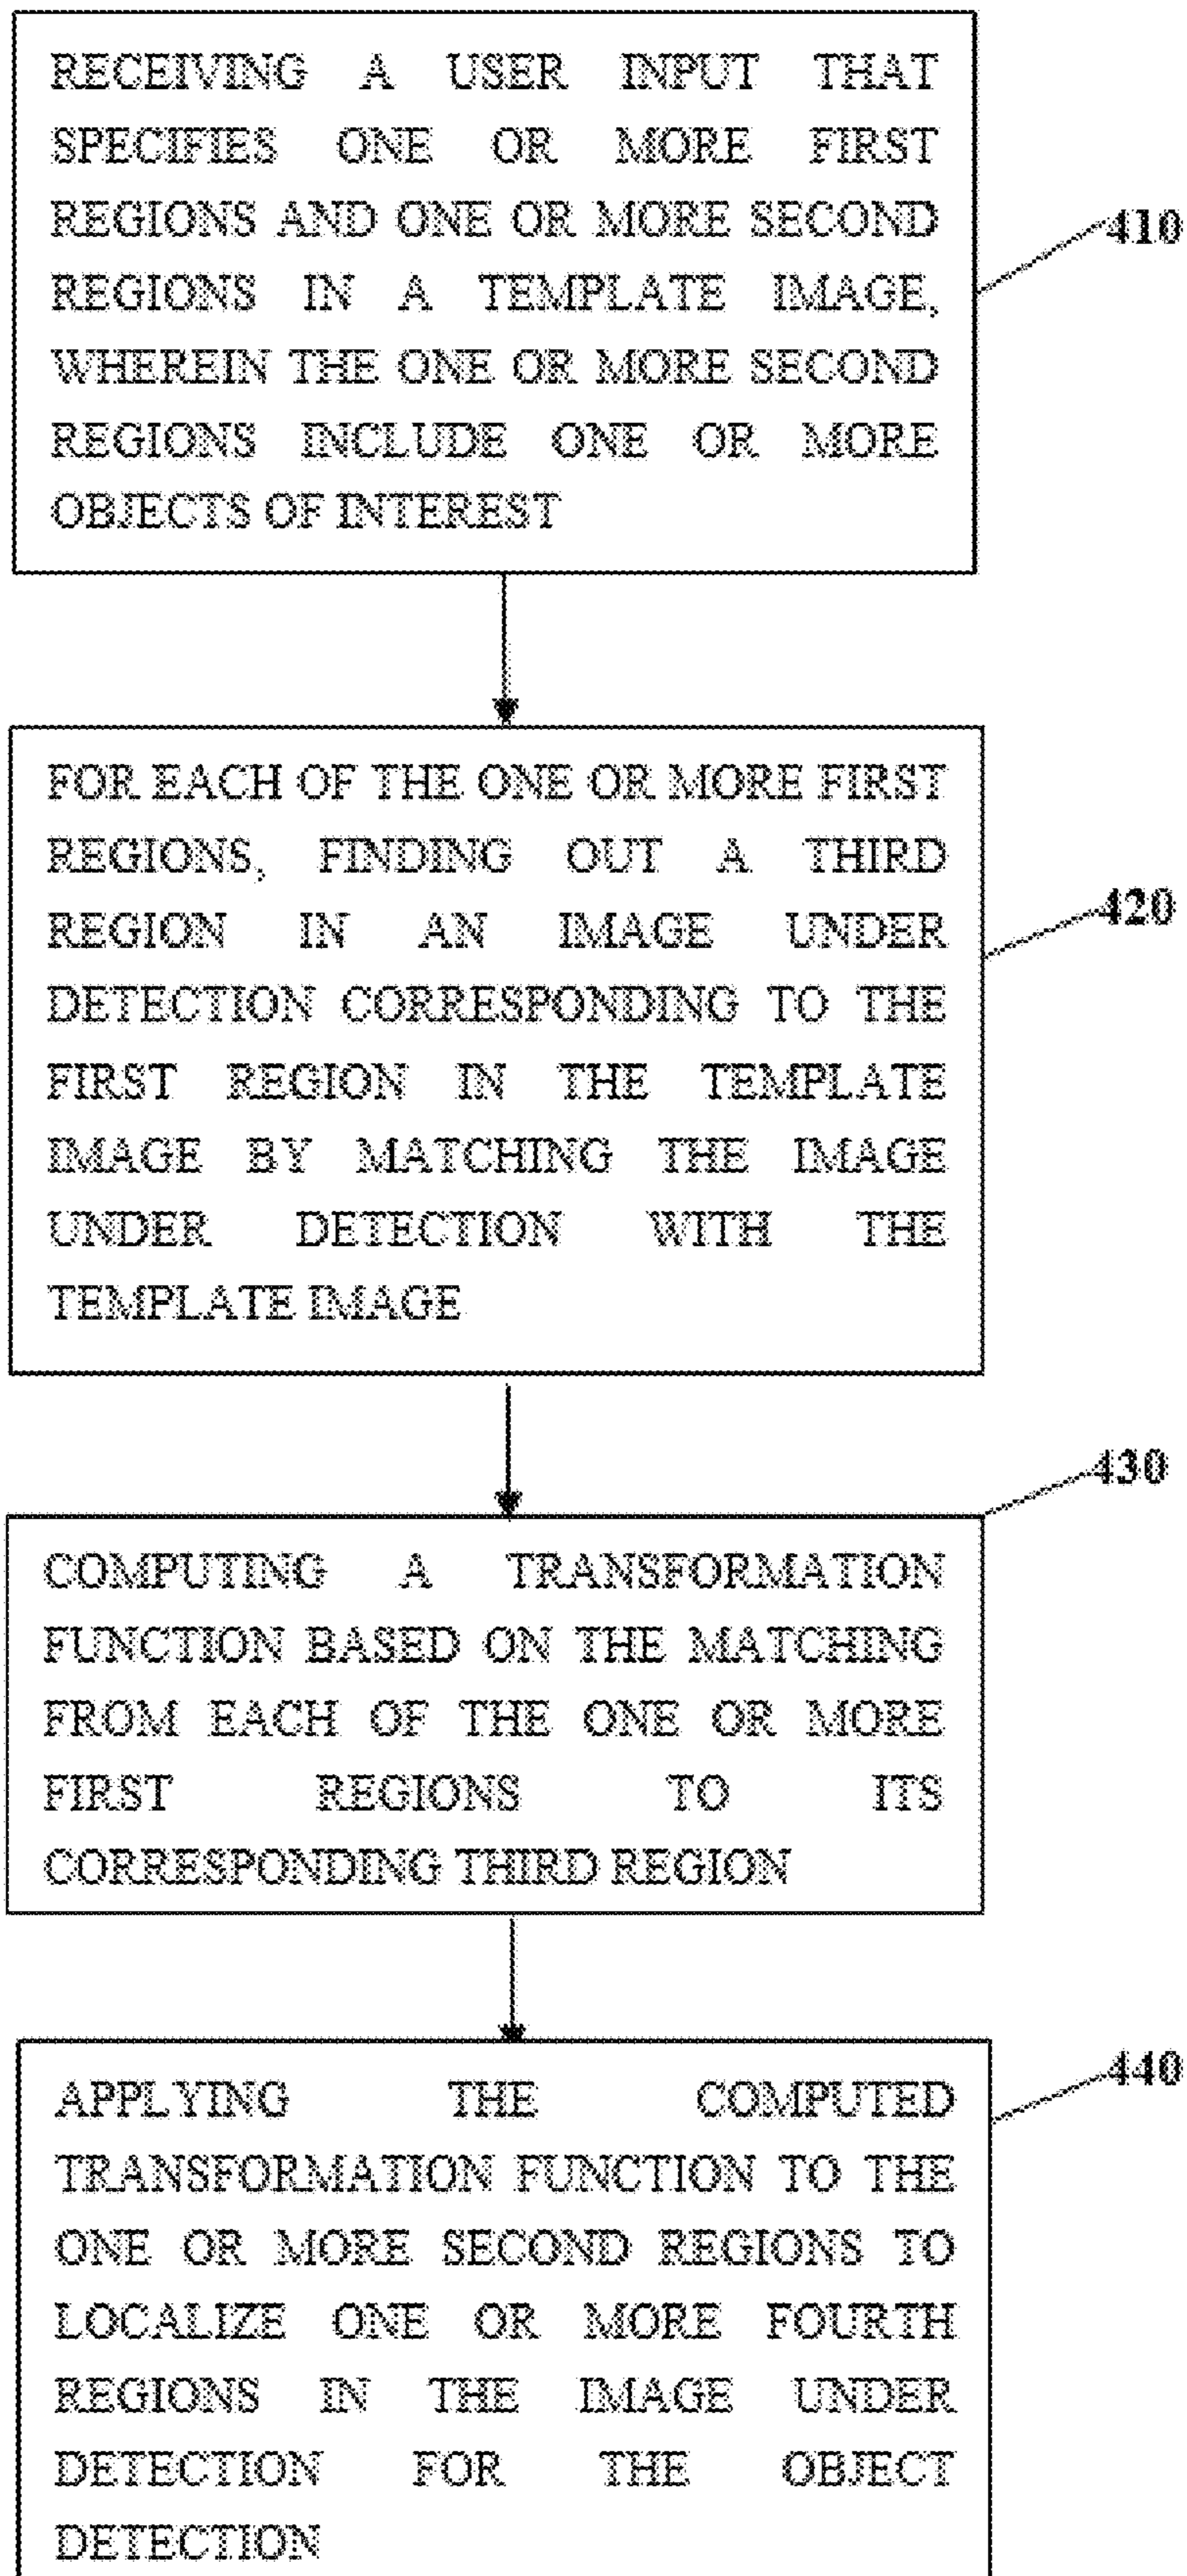 RECEIVING A USER INPUT THAT
SPECIFIES ONE OR MORE FIRST
REGIONS AND ONE OR MORE SECOND
REGIONS IN A TEMPLATE IMAGE,
WHEREIN THE ONE OR MORE SECOND
REGIONS INCLUDE ONE OR MORE
OBJECTS OF INTEREST
410
FOR EACH OF THE ONE OR MORE FIRST
REGIONS, FINDING OUT A THIRD
REGION IN AN IMAGE UNDER
DETECTION CORRESPONDING TO THE
FIRST REGION IN THE TEMPLATE
IMAGE BY MATCHING THE IMAGE
UNDER DETECTION WITH THE
TEMPLATE IMAGE
420
430
COMPUTING A TRANSFORMATION
FUNCTION BASED ON THE MATCHING
FROM EACH OF THE ONE OR MORE
FIRST REGIONS TO ITS
CORRESPONDING THIRD REGION
440
APPLYING THE COMPUTED
TRANSFORMATION FUNCTION TO THE
ONE OR MORE SECOND REGIONS TO
LOCALIZE ONE OR MORE FOURTH
REGIONS IN THE IMAGE UNDER
DETECTION FOR THE OBJECT
DETECTION